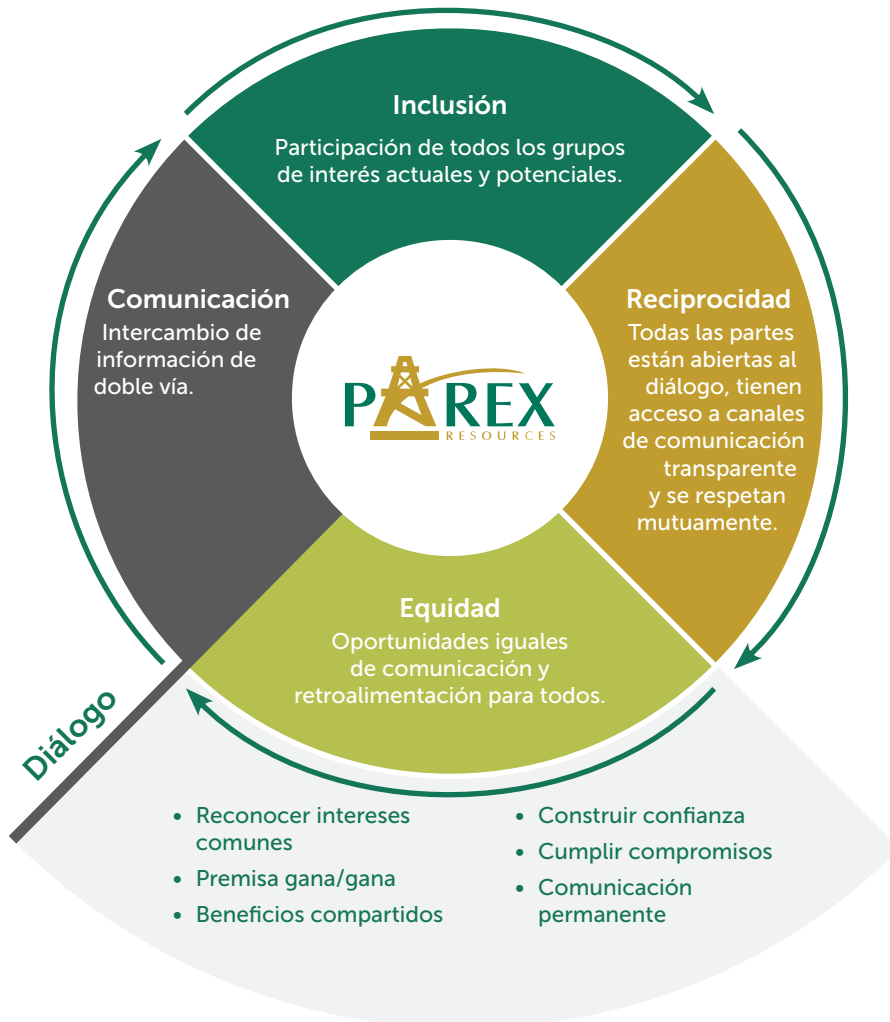 Inclusión
Participación de todos los grupos
de interés actuales y potenciales.
Comunicación
Intercambio de
información de
doble vía.
PAREX
RESOURCES
Reciprocidad
Todas las partes
están abiertas al
diálogo, tienen
acceso a canales
de comunicación
transparente
y se respetan
mutuamente.
Equidad
Oportunidades iguales
de comunicación y
retroalimentación para todos.
Diálogo
• Reconocer intereses
comunes
• Premisa gana/gana
• Beneficios compartidos
• Construir confianza
• Cumplir compromisos
• Comunicación
permanente